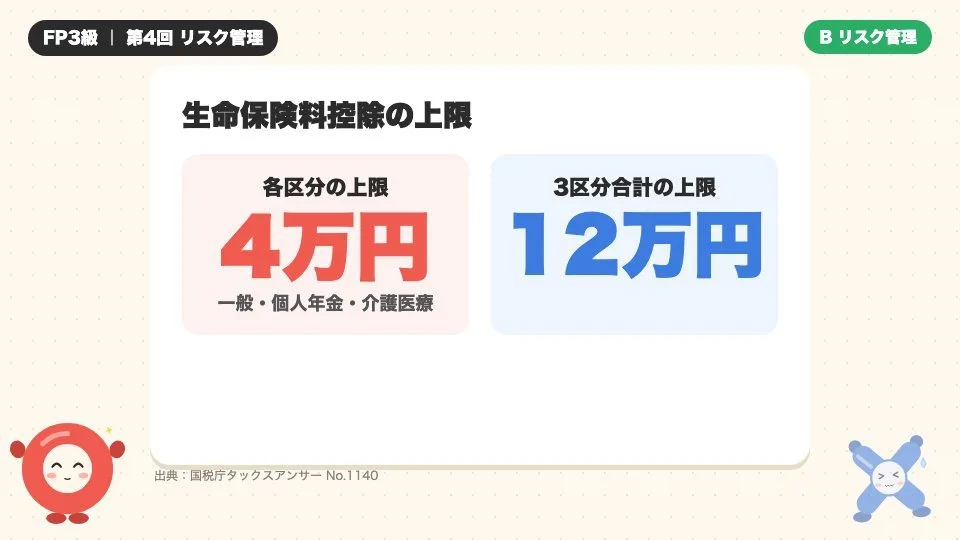 FP3級 | 第4回 リスク管理
B リスク管理
生命保険料控除の上限
各区分の上限
4万円
一般・個人年金・介護医療
3区分合計の上限
12万円
出典：国税庁タックスアンサー No.1140